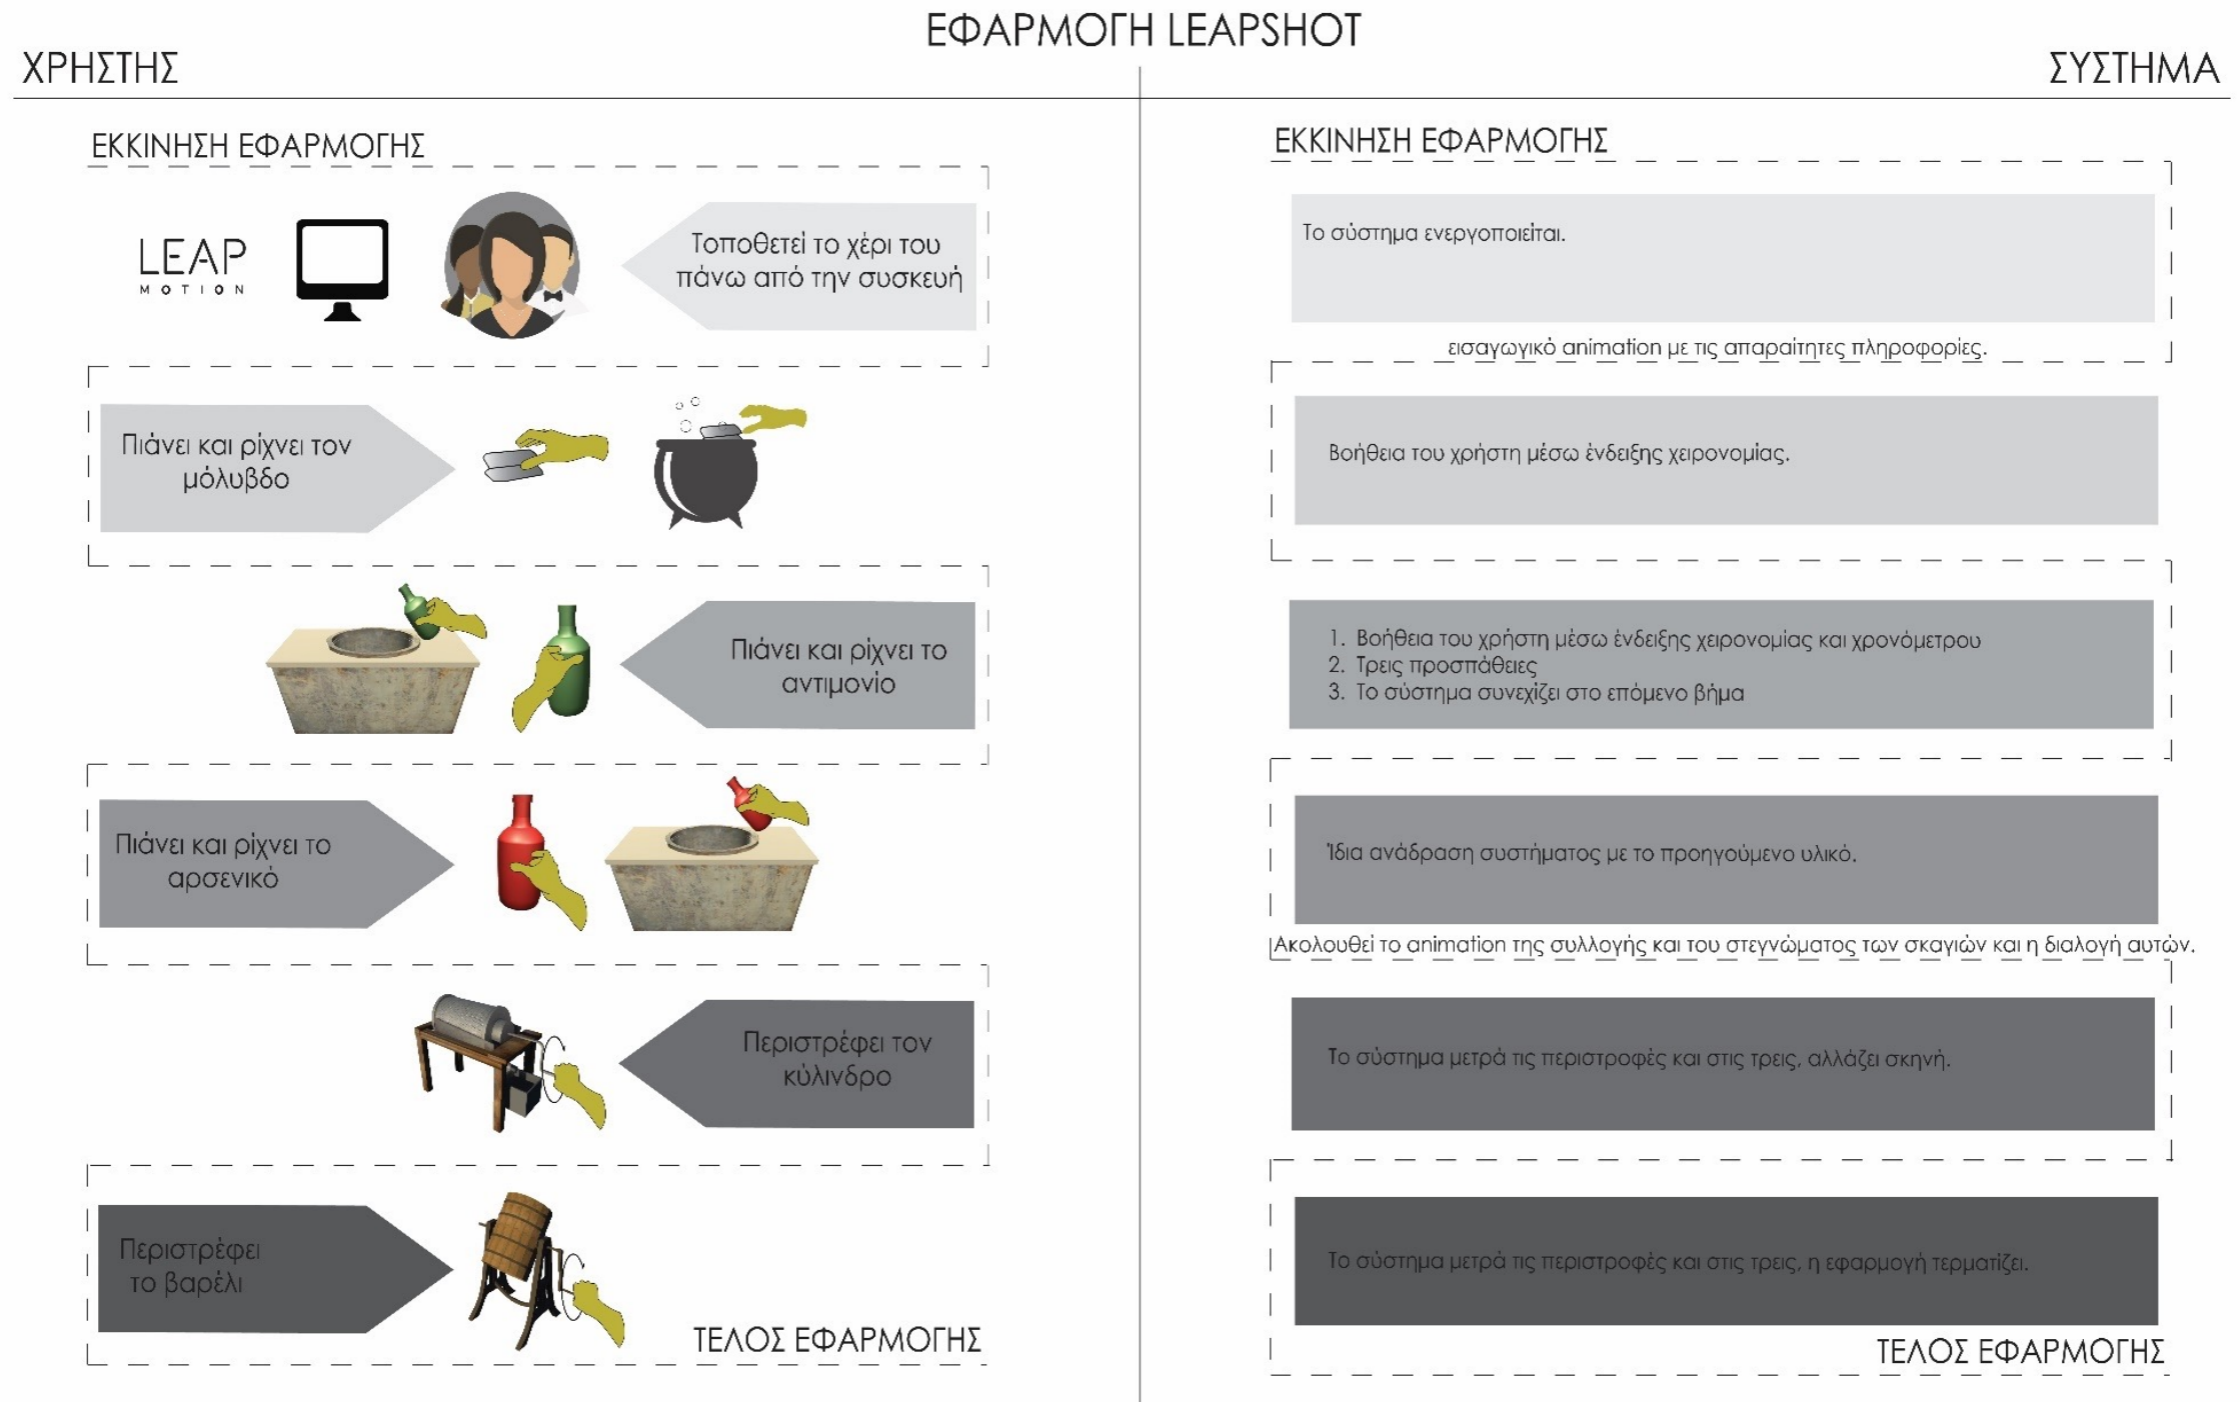 ΕΦΑΡΜΟΓΗ LEAPSHOT
ΧΡΗΣΤΗΣ
ΣΥΣΤΗΜΑ
ΕΚΚΙΝΗΣΗ ΕΦΑΡΜΟΓΗΣ
LEAP
MOTION
Τοποθετεί το χέρι του
πάνω από την συσκευή
Πιάνει και ρίχνει τον
μόλυβδο
Πιάνει και ρίχνει το
αντιμονίο
Πιάνει και ρίχνει το
αρσενικό
Περιστρέφει τον
κύλινδρο
Περιστρέφει
το βαρέλι
ΤΕΛΟΣ ΕΦΑΡΜΟΓΗΣ
ΕΚΚΙΝΗΣΗ ΕΦΑΡΜΟΓΗΣ
Το σύστημα ενεργοποιείται.
εισαγωγικό animation με τις απαραίτητες πληροφορίες.
Βοήθεια του χρήστη μέσω ένδειξης χειρονομίας.
1. Βοήθεια του χρήστη μέσω ένδειξης χειρονομίας και χρονόμετρου
2. Τρεις προσπάθειες
3. Το σύστημα συνεχίζει στο επόμενο βήμα
Ίδια ανάδραση συστήματος με το προηγούμενο υλικό.
Ακολουθεί το animation της συλλογής και του στεγνώματος των σκαγιών και η διαλογή αυτών.
Το σύστημα μετρά τις περιστροφές και στις τρεις, αλλάζει σκηνή.
Το σύστημα μετρά τις περιστροφές και στις τρεις, η εφαρμογή τερματίζει.
ΤΕΛΟΣ ΕΦΑΡΜΟΓΗΣ